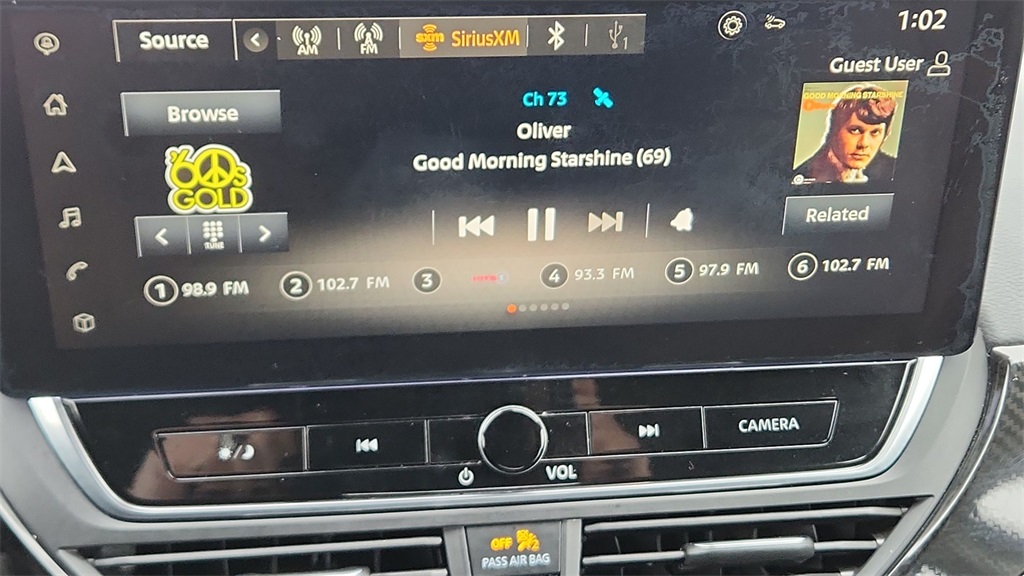 Source
AM
FM
sxm SiriusXM
1
1:02
Guest User
Browse
Ch 73
Oliver
Good Morning Starshine (69)
60s
GOLD
GOOD MORNING STARSHINE
TUNE
Related
1 98.9 FM
2 102.7 FM
3
4 93.3 FM
5 97.9 FM
6 102.7 FM
CAMERA
VOL
OFF
PASS AIR BAG